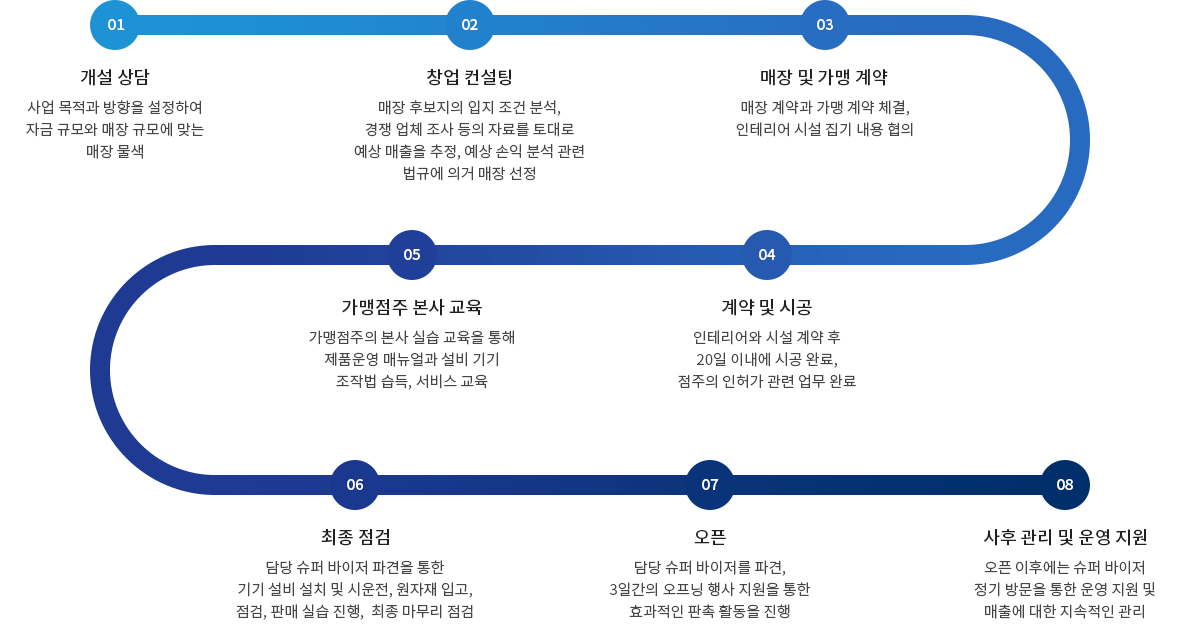 01
개설 상담
사업 목적과 방향을 설정하여
자금 규모와 매장 규모에 맞는
매장 물색
02
창업 컨설팅
매장 후보지의 입지 조건 분석,
경쟁 업체 조사 등의 자료를 토대로
예상 매출을 추정, 예상 손익 분석 관련
법규에 의거 매장 선정
03
매장 및 가맹 계약
매장 계약과 가맹 계약 체결,
인테리어 시설 집기 내용 협의
04
계약 및 시공
인테리어와 시설 계약 후
20일 이내에 시공 완료,
점주의 인허가 관련 업무 완료
05
가맹점주 본사 교육
가맹점주의 본사 실습 교육을 통해
제품운영 매뉴얼과 설비 기기
조작법 습득, 서비스 교육
06
최종 점검
담당 슈퍼 바이저 파견을 통한
기기 설비 설치 및 시운전, 원자재 입고,
점검, 판매 실습 진행, 최종 마무리 점검
07
오픈
담당 슈퍼 바이저를 파견,
3일간의 오프닝 행사 지원을 통한
효과적인 판촉 활동을 진행
08
사후 관리 및 운영 지원
오픈 이후에는 슈퍼 바이저
정기 방문을 통한 운영 지원 및
매출에 대한 지속적인 관리